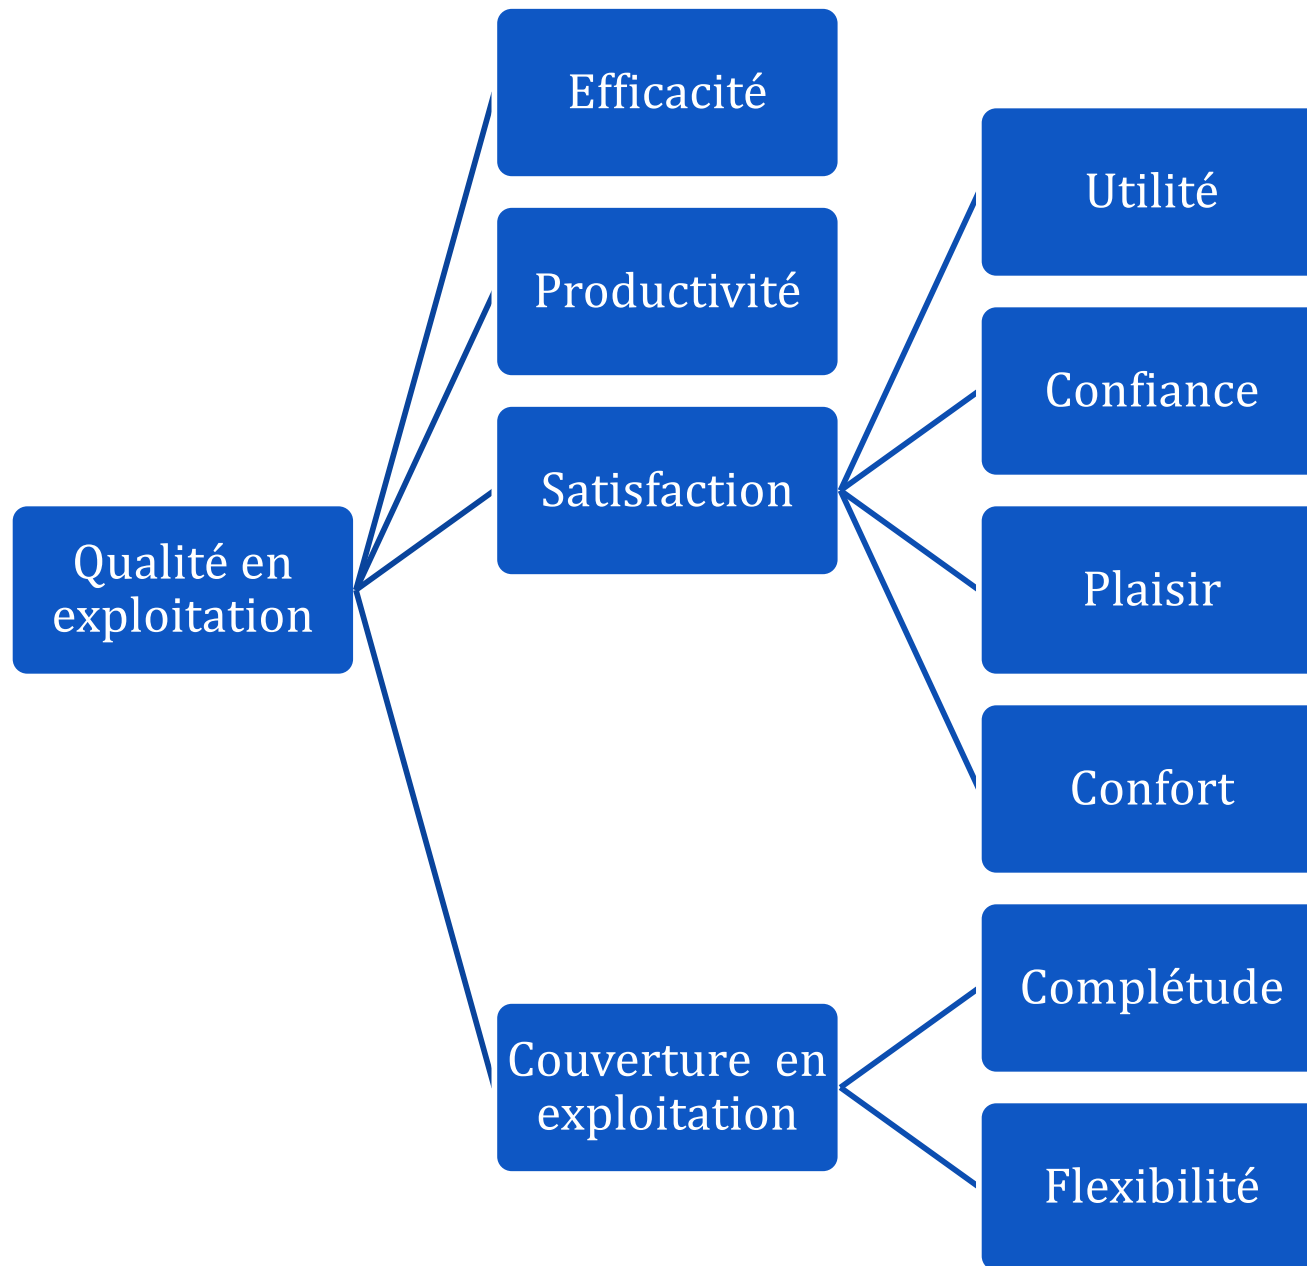 Efficacité
Utilité
Productivité
Confiance
Satisfaction
Qualité en
exploitation
Plaisir
Confort
Complétude
Couverture  en
exploitation
Flexibilité